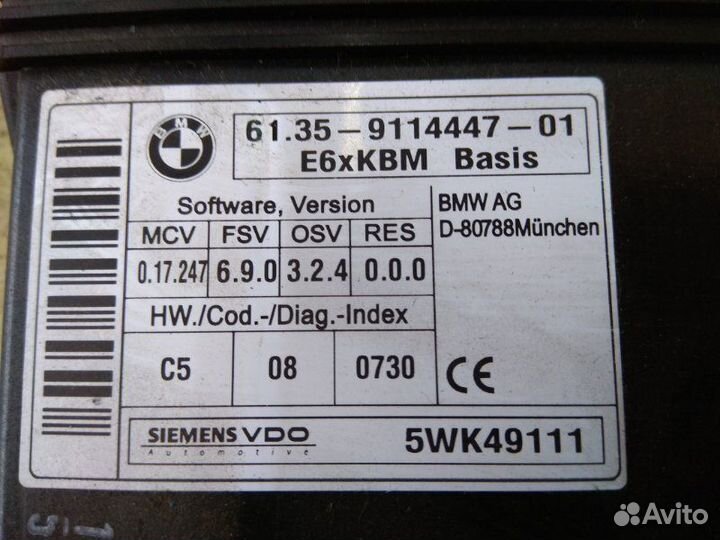 BMW
61.35-9114447-01
E6xKBM Basis
Software, Version
MCV FSV OSV RES
0.17.247 6.9.0 3.2.4 0.0.0
HW./Cod.-/Diag.-Index
C5 08 0730
BMW AG
D-80788München
CE
SIEMENS VDO
Automotive
5WK49111
Avito